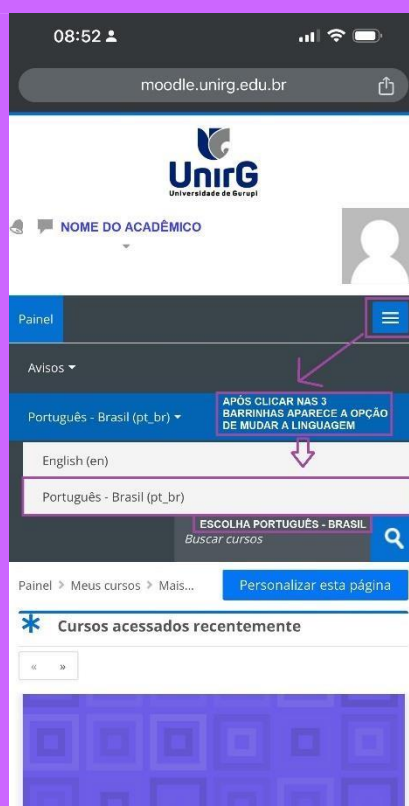 08:52
moodle.unirg.edu.br
UnirG
Universidade de Gurupi
NOME DO ACADÊMICO
Painel
Avisos
Português - Brasil (pt_br)
APÓS CLICAR NAS 3
BARRINHAS APARECE A OPÇÃO
DE MUDAR A LINGUAGEM
English (en)
Português - Brasil (pt_br)
ESCOLHA PORTUGUÊS - BRASIL
Buscar cursos
Painel > Meus cursos > Mais...
Personalizar esta página
Cursos acessados recentemente
« »